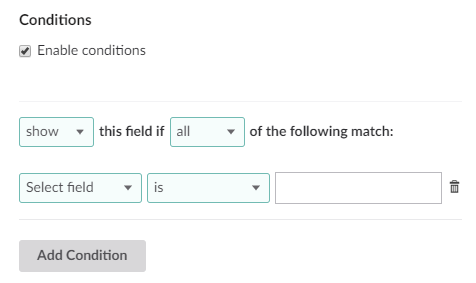 Conditions
Enable conditions
show this field if all of the following match:
Select field is
Add Condition